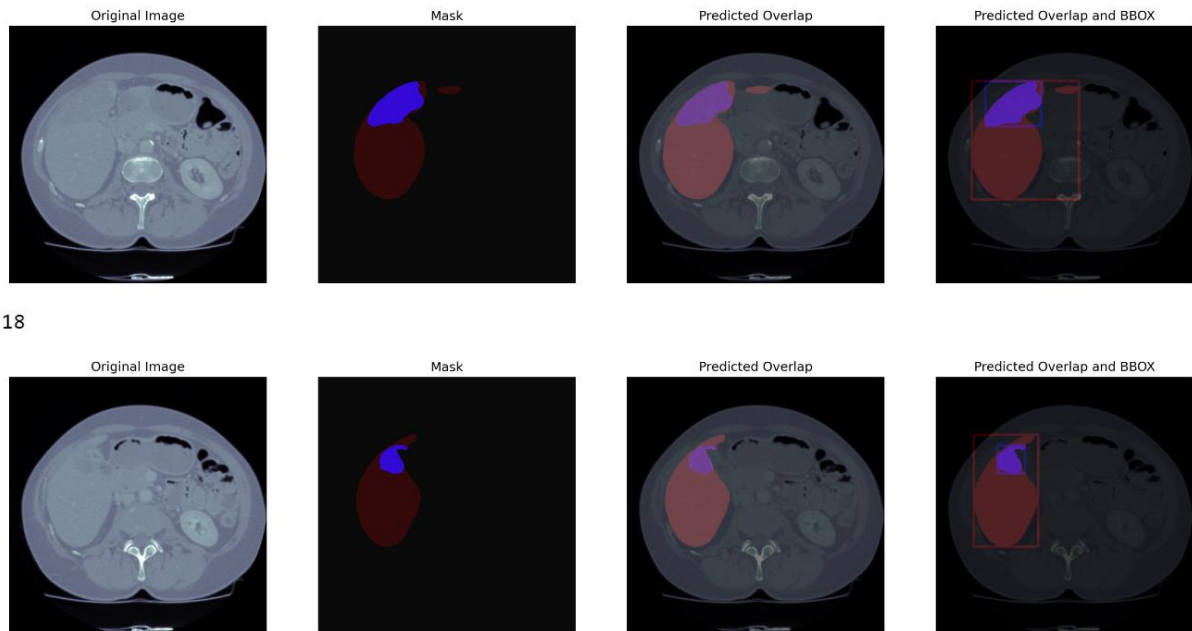 Original Image
Mask
Predicted Overlap
Predicted Overlap and BBOX
18
Original Image
Mask
Predicted Overlap
Predicted Overlap and BBOX